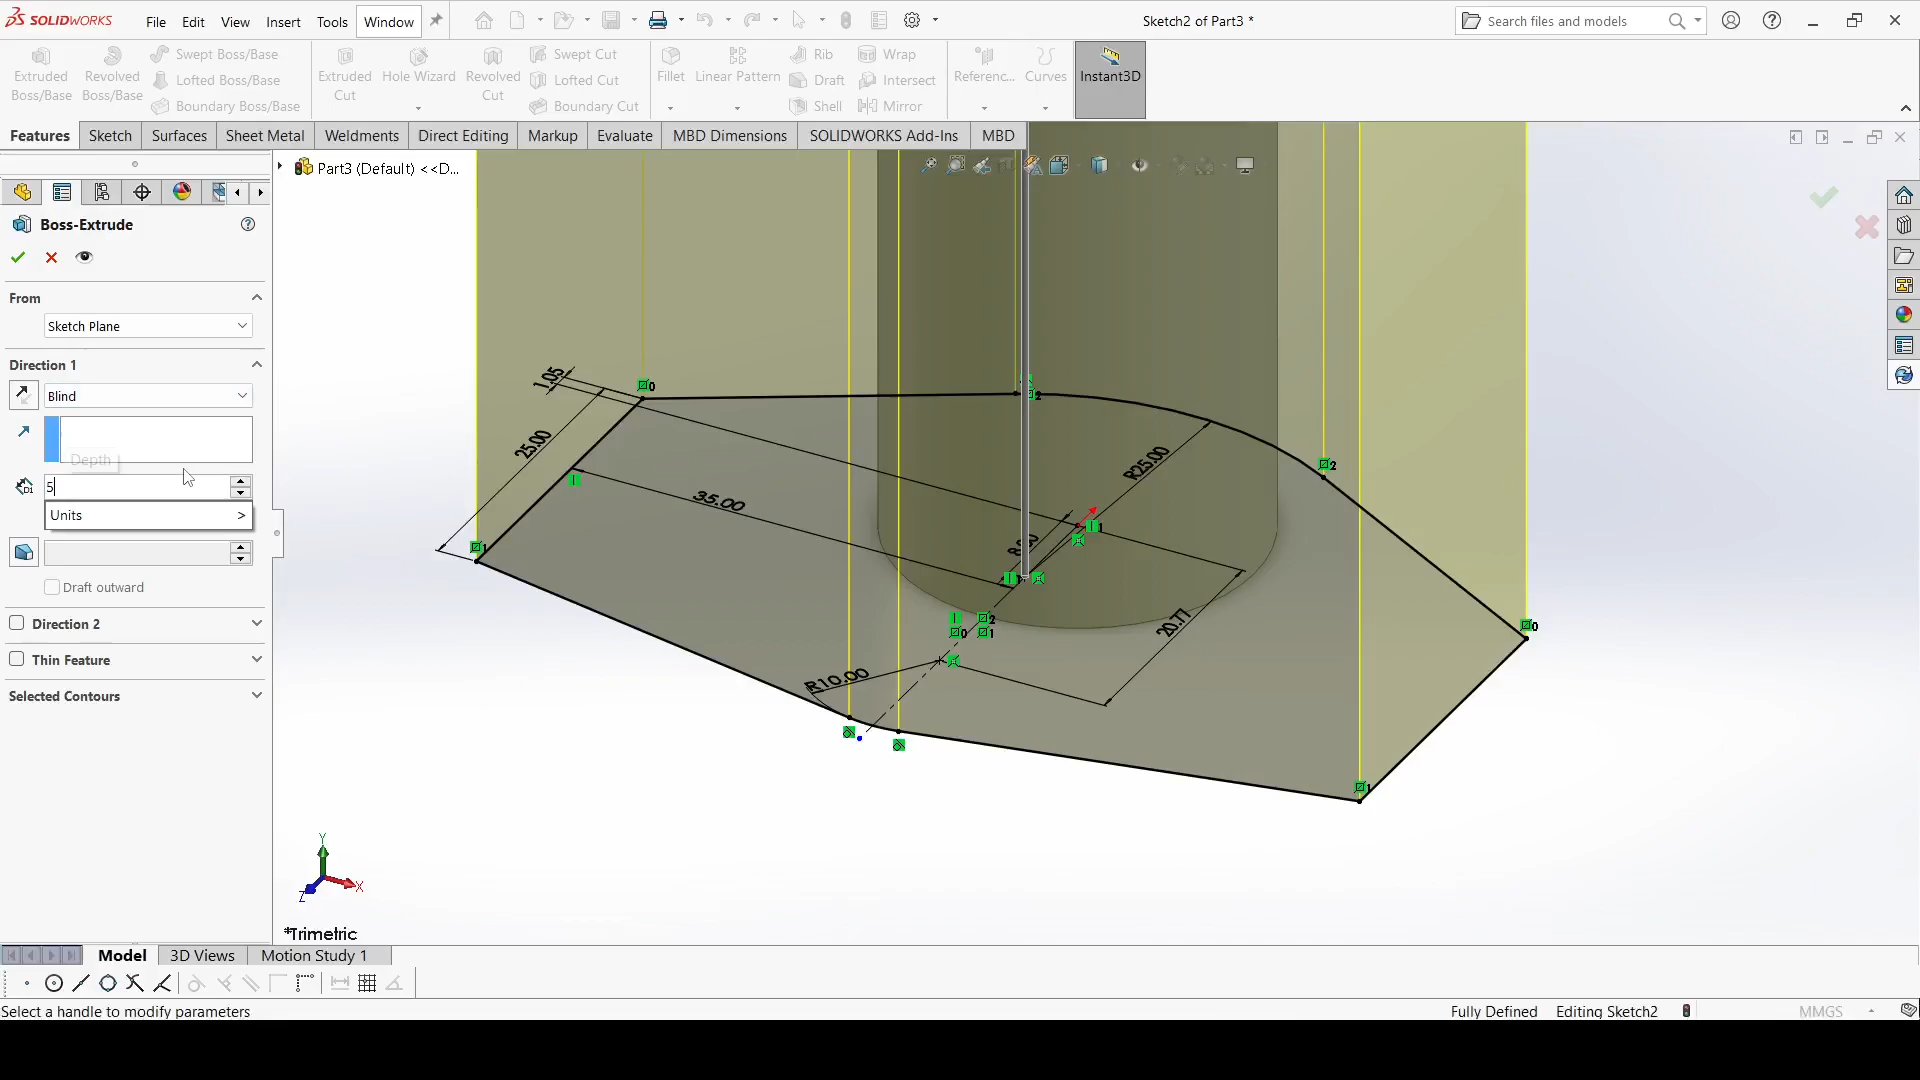 SOLIDWORKS
File Edit View Insert Tools Window
Sketch2 of Part3 *
Search files and models
Extruded Boss/Base
Revolved Boss/Base
Swept Boss/Base
Lofted Boss/Base
Boundary Boss/Base
Extruded Cut
Hole Wizard
Revolved Cut
Swept Cut
Lofted Cut
Boundary Cut
Fillet
Linear Pattern
Rib
Draft
Shell
Wrap
Intersect
Mirror
Referenc...
Curves
Instant3D
Features Sketch Surfaces Sheet Metal Weldments Direct Editing Markup Evaluate MBD Dimensions SOLIDWORKS Add-Ins MBD
Part3 (Default) <<D...
Boss-Extrude
From
Sketch Plane
Direction 1
Blind
Depth
5
Units >
Draft outward
Direction 2
Thin Feature
Selected Contours
1.05
25.00
35.00
R25.00
20.77
R10.00
Y
X
Z
*Trimetric
Model 3D Views Motion Study 1
Select a handle to modify parameters
Fully Defined
Editing Sketch2
MMGS